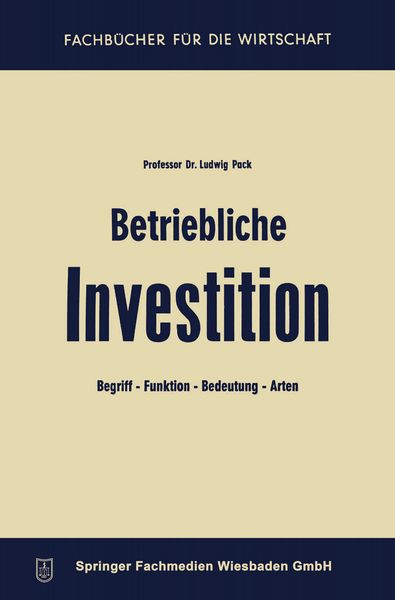 FACHBÜCHER FÜR DIE WIRTSCHAFT
Professor Dr. Ludwig Pack
Betriebliche
Investition
Begriff - Funktion - Bedeutung - Arten
Springer Fachmedien Wiesbaden GmbH